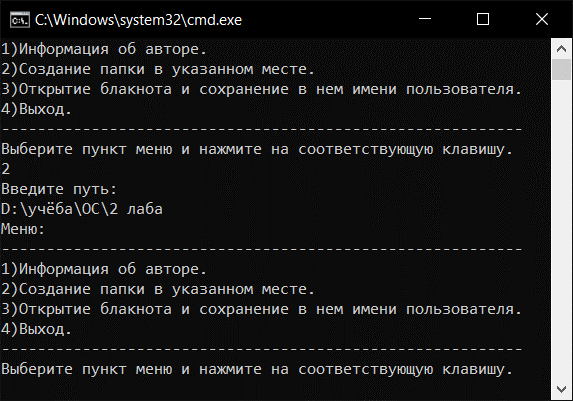 C:\Windows\system32\cmd.exe
1)Информация об авторе.
2)Создание папки в указанном месте.
3)Открытие блакнота и сохранение в нем имени пользователя.
4)Выход.
----------------------------------------------------------
Выберите пункт меню и нажмите на соответствующую клавишу.
2
Введите путь:
D:\учёба\ОС\2 лаба
Меню:
----------------------------------------------------------
1)Информация об авторе.
2)Создание папки в указанном месте.
3)Открытие блакнота и сохранение в нем имени пользователя.
4)Выход.
----------------------------------------------------------
Выберите пункт меню и нажмите на соответствующую клавишу.